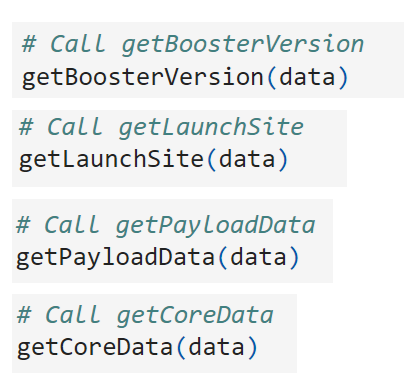 # Call getBoosterVersion
getBoosterVersion(data)
# Call getLaunchSite
getLaunchSite(data)
# Call getPayloadData
getPayloadData(data)
# Call getCoreData
getCoreData(data)